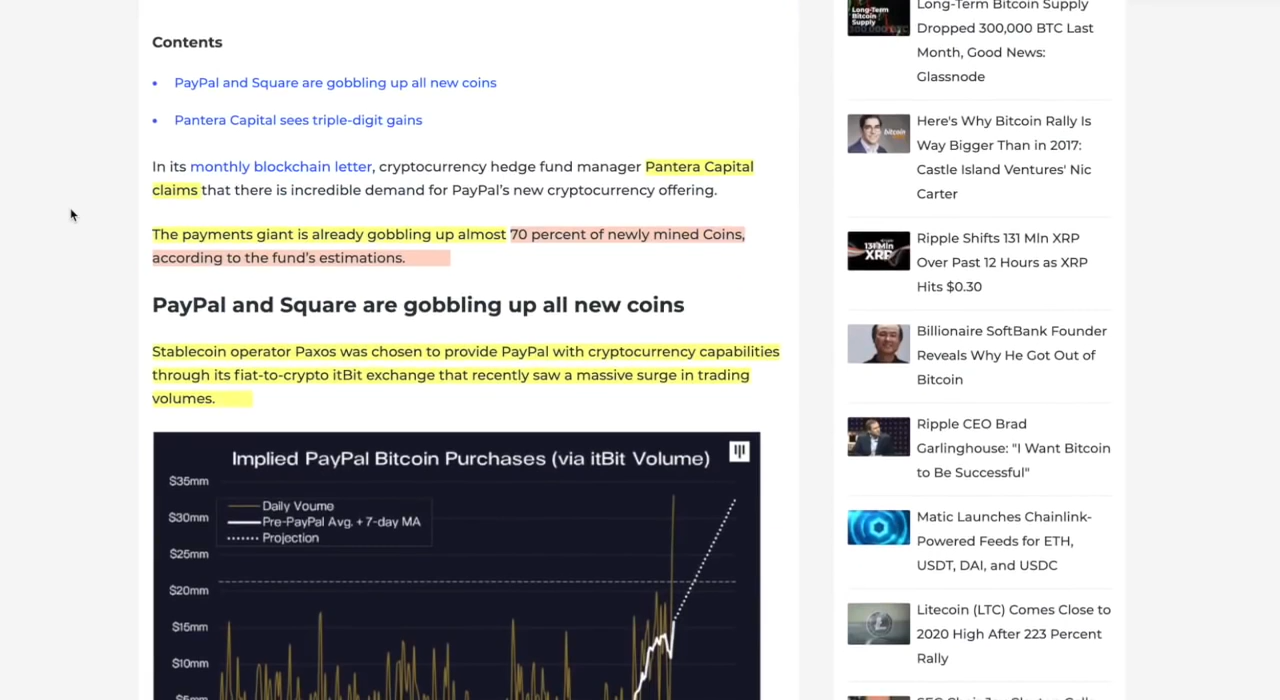 Contents
• PayPal and Square are gobbling up all new coins
• Pantera Capital sees triple-digit gains
In its monthly blockchain letter, cryptocurrency hedge fund manager Pantera Capital
claims that there is incredible demand for PayPal's new cryptocurrency offering.
The payments giant is already gobbling up almost 70 percent of newly mined Coins,
according to the fund's estimations.
PayPal and Square are gobbling up all new coins
Stablecoin operator Paxos was chosen to provide PayPal with cryptocurrency capabilities
through its fiat-to-crypto itBit exchange that recently saw a massive surge in trading
volumes.
Implied PayPal Bitcoin Purchases (via itBit Volume)
$35mm
$30mm
$25mm
$20mm
$15mm
$10mm
Daily Voume
Pre-PayPal Avg. + 7-day MA
Projection
Long-Term
Bitcoin
Supply
Long-Term Bitcoin Supply
Dropped 300,000 BTC Last
Month, Good News:
Glassnode
bitcoin
Here's Why Bitcoin Rally Is
Way Bigger Than in 2017:
Castle Island Ventures' Nic
Carter
131 Mln
XRP
Ripple Shifts 131 Mln XRP
Over Past 12 Hours as XRP
Hits $0.30
Billionaire SoftBank Founder
Reveals Why He Got Out of
Bitcoin
Ripple CEO Brad
Garlinghouse: "I Want Bitcoin
to Be Successful"
Matic Launches Chainlink-
Powered Feeds for ETH,
USDT, DAI, and USDC
Litecoin (LTC) Comes Close to
2020 High After 223 Percent
Rally